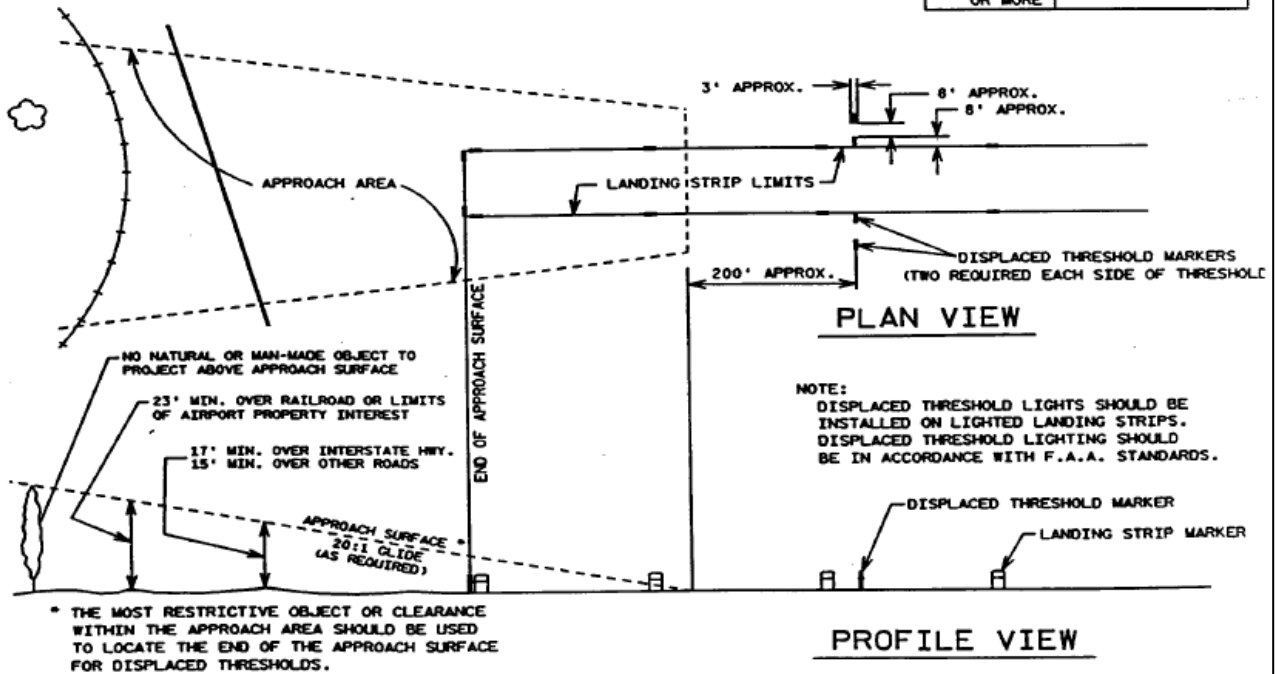 OR MORE
3' APPROX.
6' APPROX.
8' APPROX.
APPROACH AREA
LANDING STRIP LIMITS
DISPLACED THRESHOLD MARKERS
(TWO REQUIRED EACH SIDE OF THRESHOLD
200' APPROX.
PLAN VIEW
END OF APPROACH SURFACE
NO NATURAL OR MAN-MADE OBJECT TO
PROJECT ABOVE APPROACH SURFACE
23' MIN. OVER RAILROAD OR LIMITS
OF AIRPORT PROPERTY INTEREST
17' MIN. OVER INTERSTATE HWY.
15' MIN. OVER OTHER ROADS
NOTE:
DISPLACED THRESHOLD LIGHTS SHOULD BE
INSTALLED ON LIGHTED LANDING STRIPS.
DISPLACED THRESHOLD LIGHTING SHOULD
BE IN ACCORDANCE WITH F.A.A. STANDARDS.
APPROACH SURFACE *
20:1 GLIDE
(AS REQUIRED)
DISPLACED THRESHOLD MARKER
LANDING STRIP MARKER
* THE MOST RESTRICTIVE OBJECT OR CLEARANCE
WITHIN THE APPROACH AREA SHOULD BE USED
TO LOCATE THE END OF THE APPROACH SURFACE
FOR DISPLACED THRESHOLDS.
PROFILE VIEW